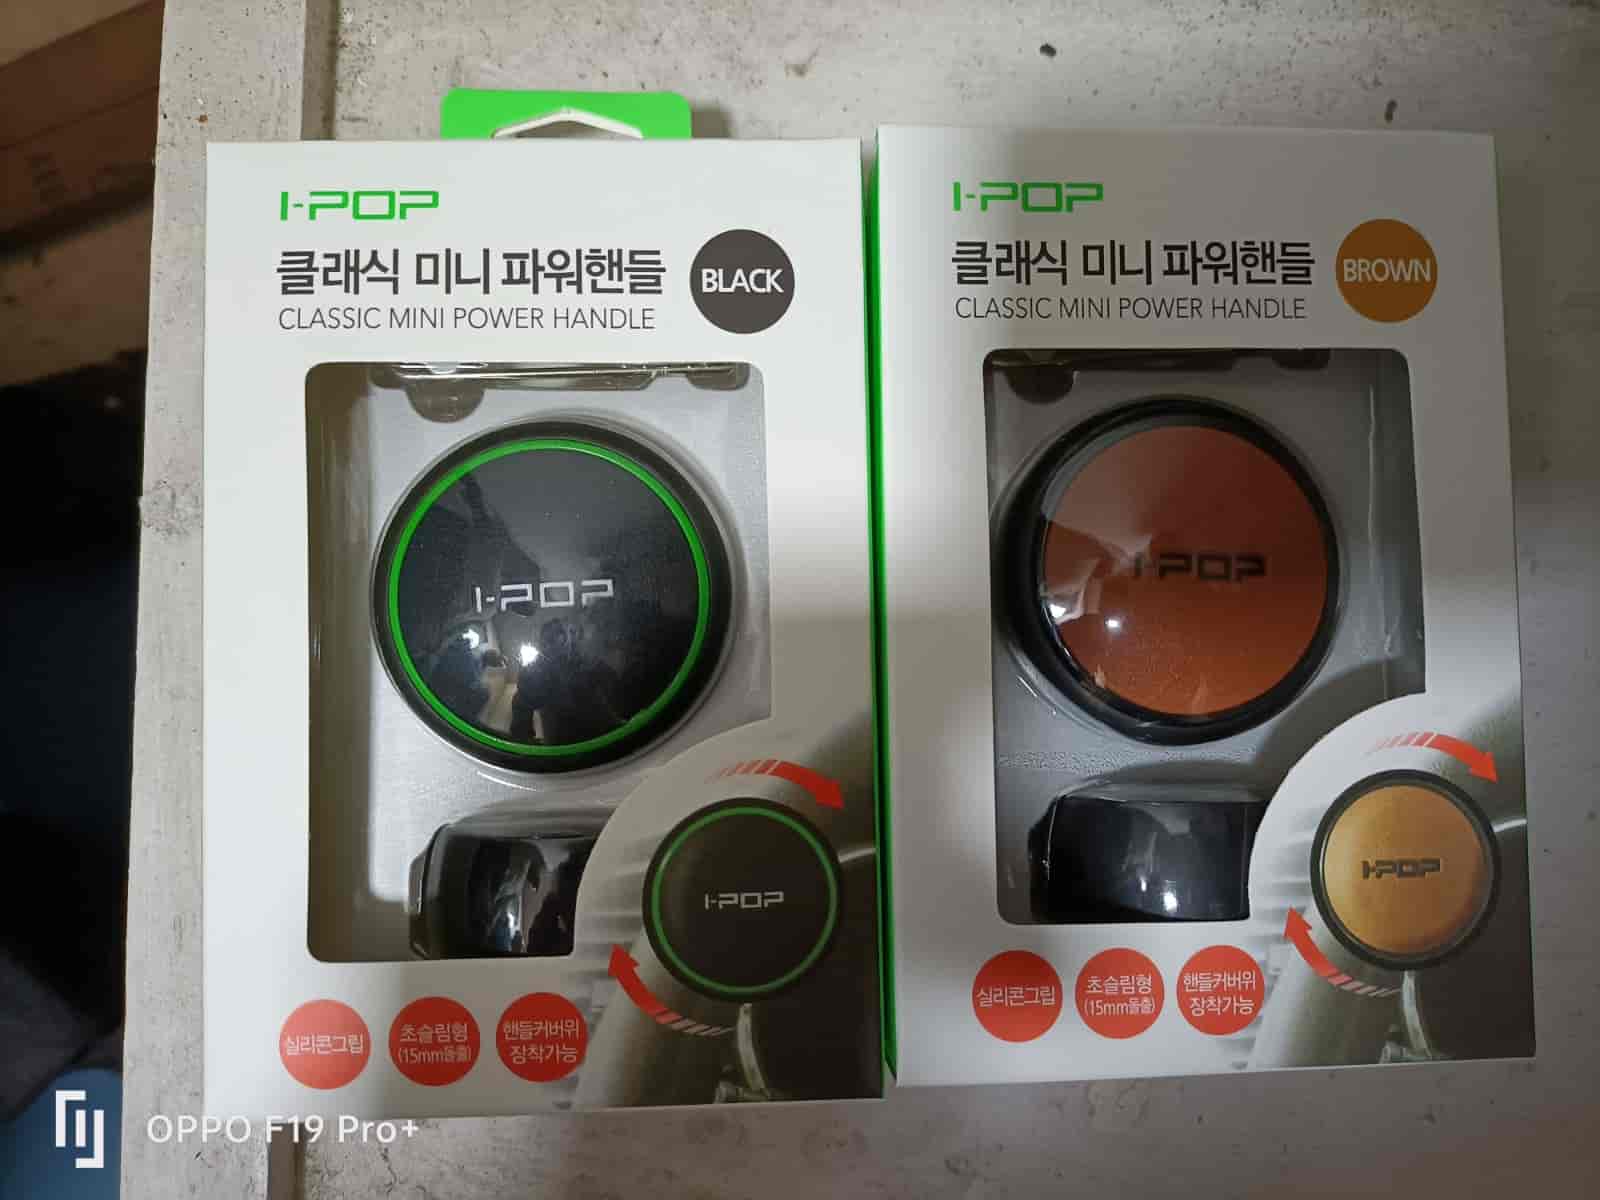 I-POP
클래식 미니 파워핸들
BLACK
CLASSIC MINI POWER HANDLE
I-POP
I-POP
실리콘그립
초슬림형
(15mm돌출)
핸들커버위
장착가능
I-POP
클래식 미니 파워핸들
BROWN
CLASSIC MINI POWER HANDLE
I-POP
I-POP
실리콘그립
초슬림형
(15mm돌출)
핸들커버위
장착가능
OPPO F19 Pro+